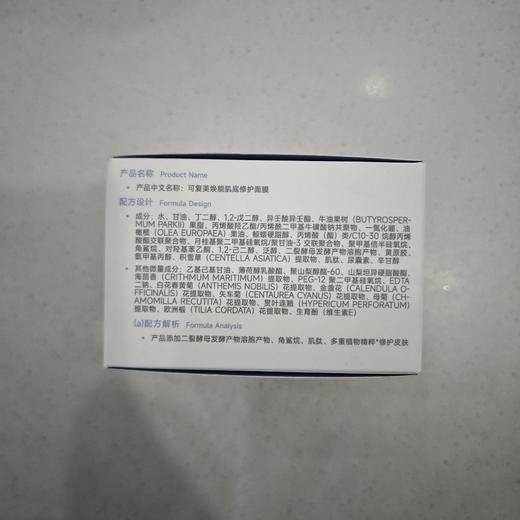 产品名称 Product Name
• 产品中文名称：可复美焕能肌底修护面膜
配方设计 Formula Design
• 成分：水、甘油、丁二醇、1,2-戊二醇、异壬酸异壬酯、牛油果树 (BUTYROSPER-
MUM PARKII) 果脂、丙烯酸羟乙酯/丙烯酰二甲基牛磺酸钠共聚物、一氮化硼、油
橄榄 (OLEA EUROPAEA) 果油、鲸蜡硬脂醇、丙烯酸（酯）类/C10-30 烷醇丙烯
酸酯交联聚合物、月桂基聚二甲基硅氧烷/聚甘油-3 交联聚合物、聚甲基倍半硅氧烷、
角鲨烷、对羟基苯乙酮、1,2-己二醇、泛醇、二裂酵母发酵产物溶胞产物、黄原胶、
氨甲基丙醇、积雪草 (CENTELLA ASIATICA) 提取物、肌肽、尿囊素、辛甘醇
• 其他微量成分：乙基己基甘油、薄荷醇乳酸酯、聚山梨醇酯-60、山梨坦异硬脂酸酯、
海茴香 (CRITHMUM MARITIMUM) 提取物、PEG-12 聚二甲基硅氧烷、EDTA
二钠、白花春黄菊 (ANTHEMIS NOBILIS) 花提取物、金盏花 (CALENDULA O-
FFICINALIS) 花提取物、矢车菊 (CENTAUREA CYANUS) 花提取物、母菊 (CH-
AMOMILLA RECUTITA) 花提取物、贯叶连翘 (HYPERICUM PERFORATUM)
提取物、欧洲椴 (TILIA CORDATA) 花提取物、生育酚（维生素E）
(a)配方解析 Formula Analysis
• 产品添加二裂酵母发酵产物溶胞产物、角鲨烷、肌肽、多重植物精粹*修护皮肤